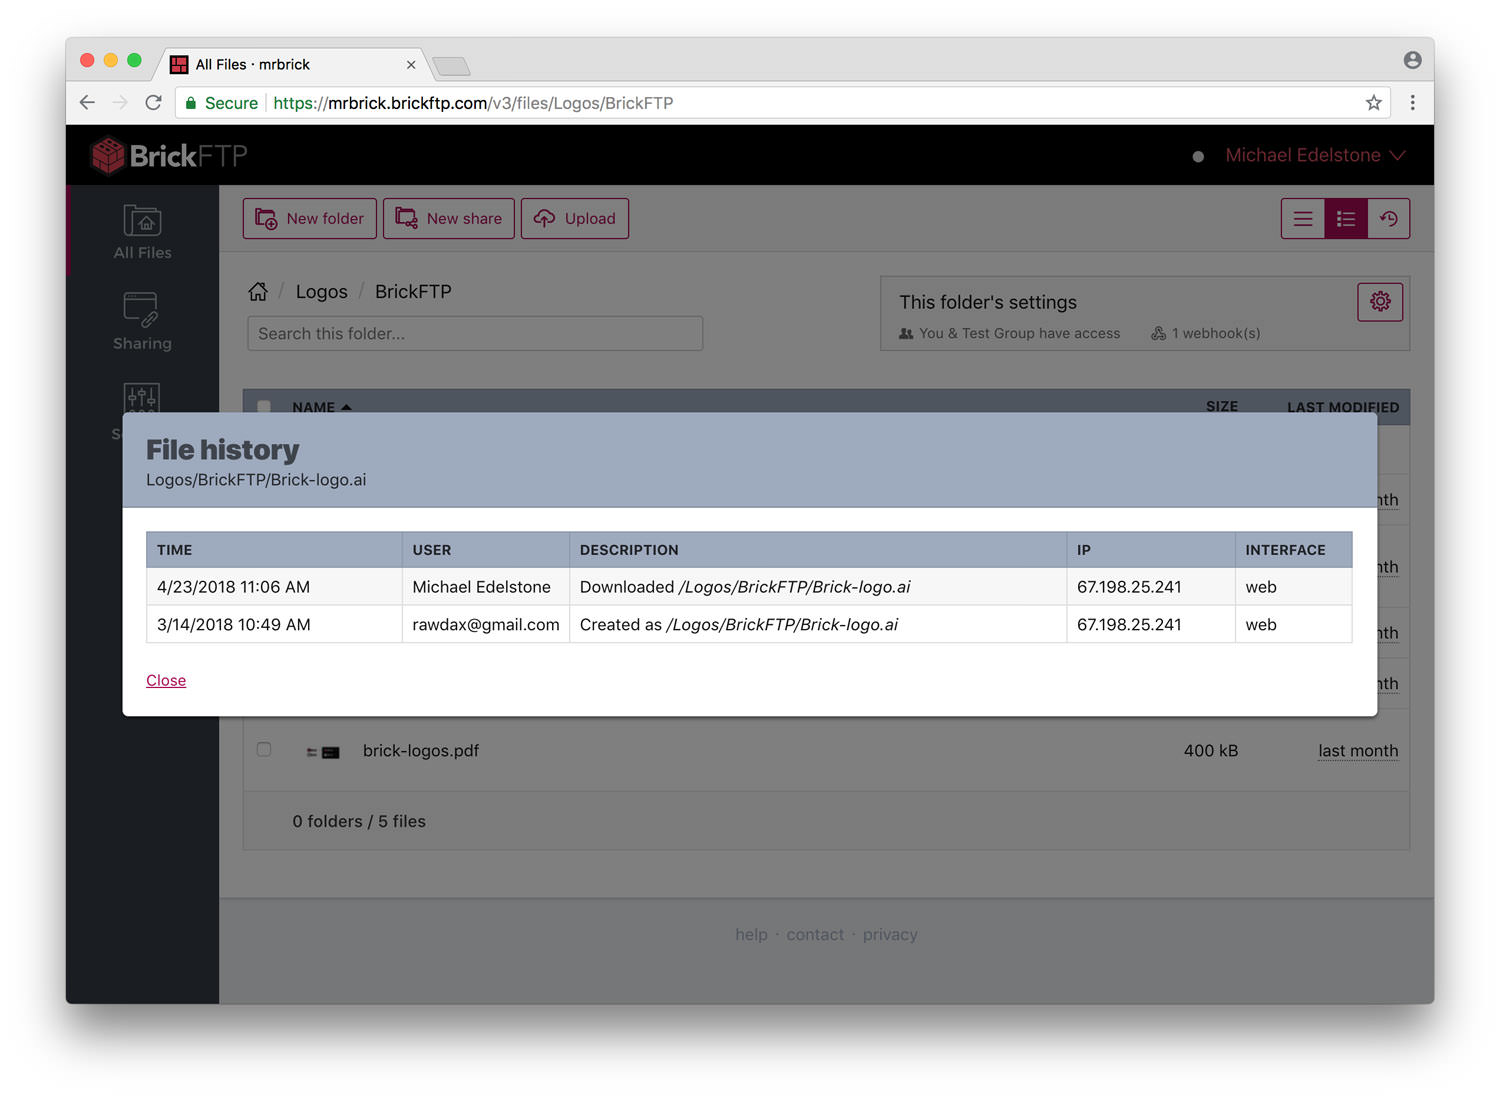 All Files · mrbrick
Secure https://mrbrick.brickftp.com/v3/files/Logos/BrickFTP
BrickFTP
Michael Edelstone
All Files
Sharing
New folder
New share
Upload
/ Logos / BrickFTP
Search this folder...
This folder's settings
You & Test Group have access
1 webhook(s)
NAME SIZE LAST MODIFIED
File history
Logos/BrickFTP/Brick-logo.ai
TIME USER DESCRIPTION IP INTERFACE
4/23/2018 11:06 AM Michael Edelstone Downloaded /Logos/BrickFTP/Brick-logo.ai 67.198.25.241 web
3/14/2018 10:49 AM rawdax@gmail.com Created as /Logos/BrickFTP/Brick-logo.ai 67.198.25.241 web
Close
brick-logos.pdf 400 kB last month
0 folders / 5 files
help · contact · privacy